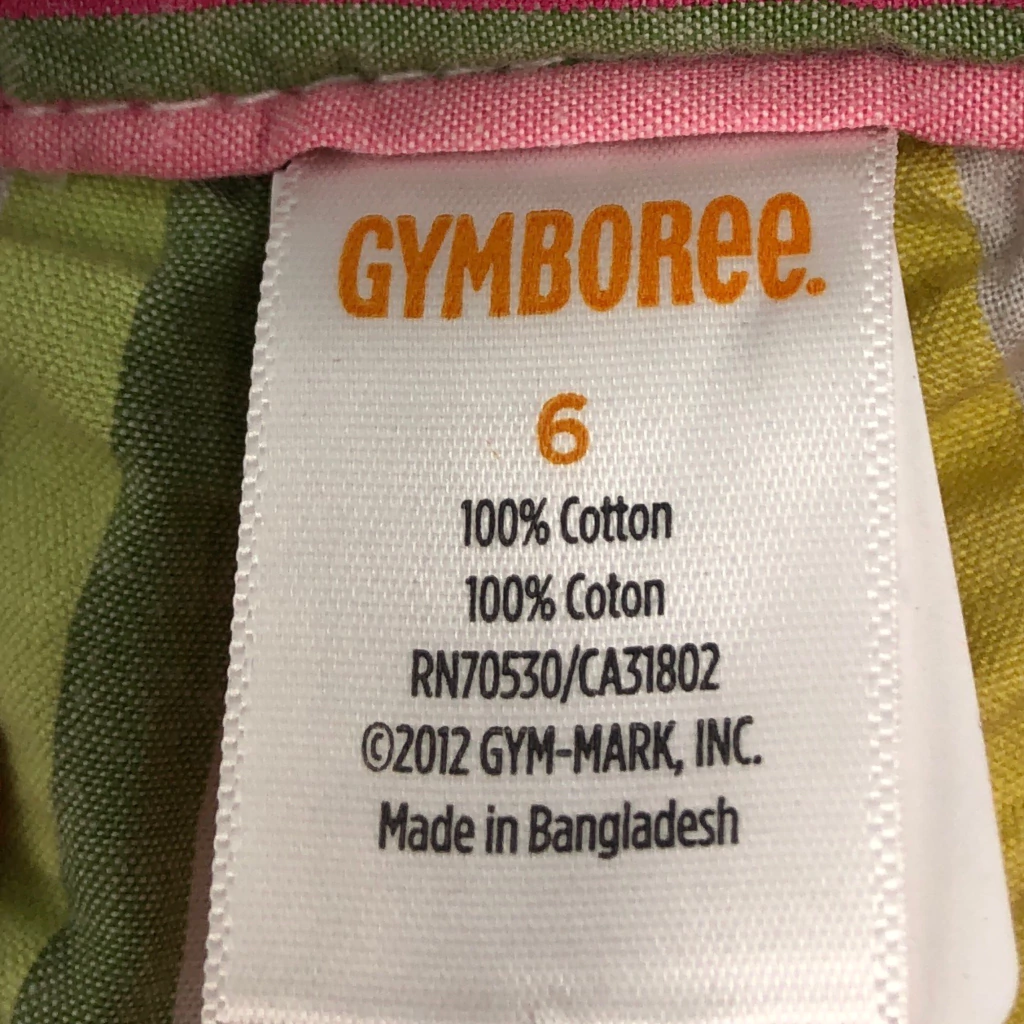 GYMBOREE.
6
100% Cotton
100% Coton
RN70530/CA31802
©2012 GYM-MARK, INC.
Made in Bangladesh